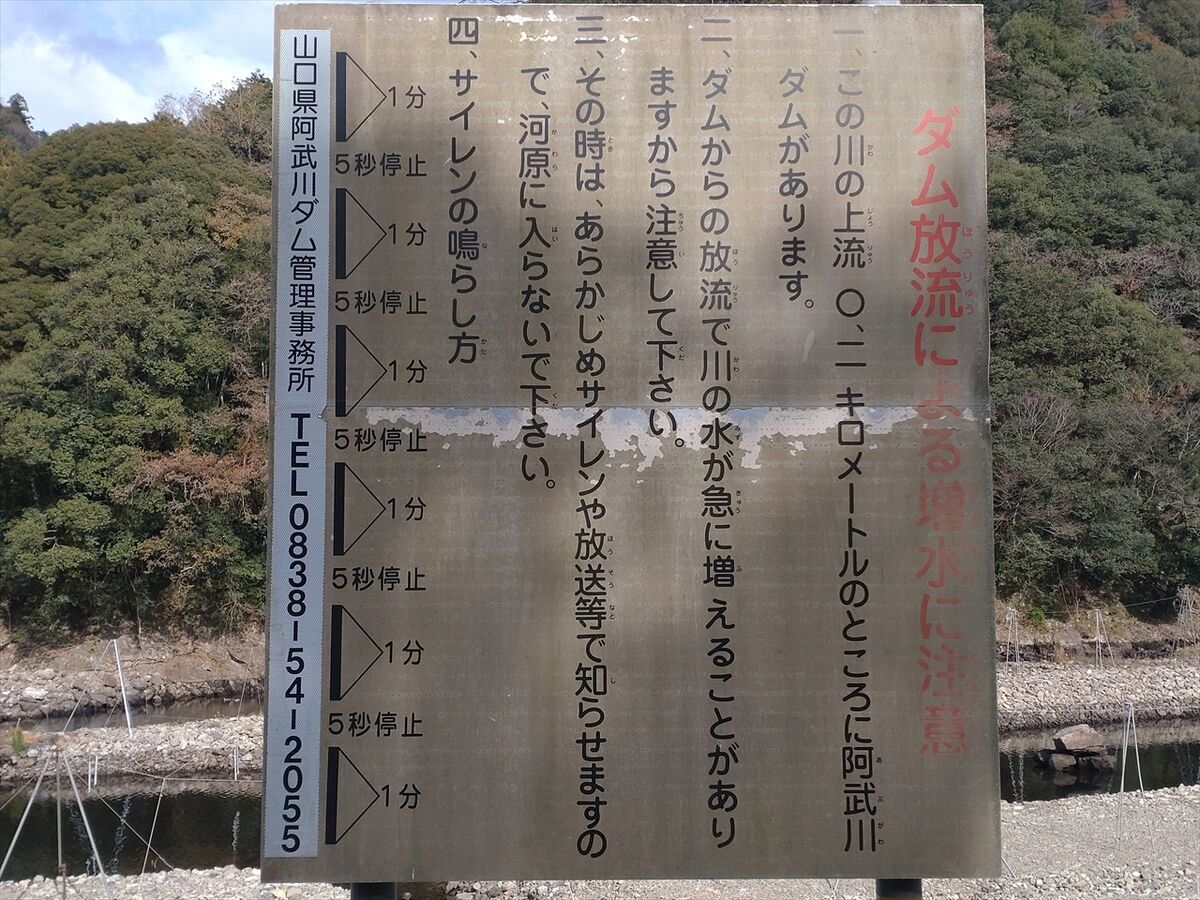 ダム放流による増水に注意
一、この川の上流 〇、二 キロメートルのところに阿武川
ダムがあります。
二、ダムからの放流で川の水が急に増えることがあり
ますから注意して下さい。
三、その時は、あらかじめサイレンや放送等で知らせますの
で、河原に入らないで下さい。
四、サイレンの鳴らし方
1分
5秒停止
1分
5秒停止
1分
5秒停止
1分
5秒停止
1分
5秒停止
1分
山口県阿武川ダム管理事務所 TEL0838-54-2055